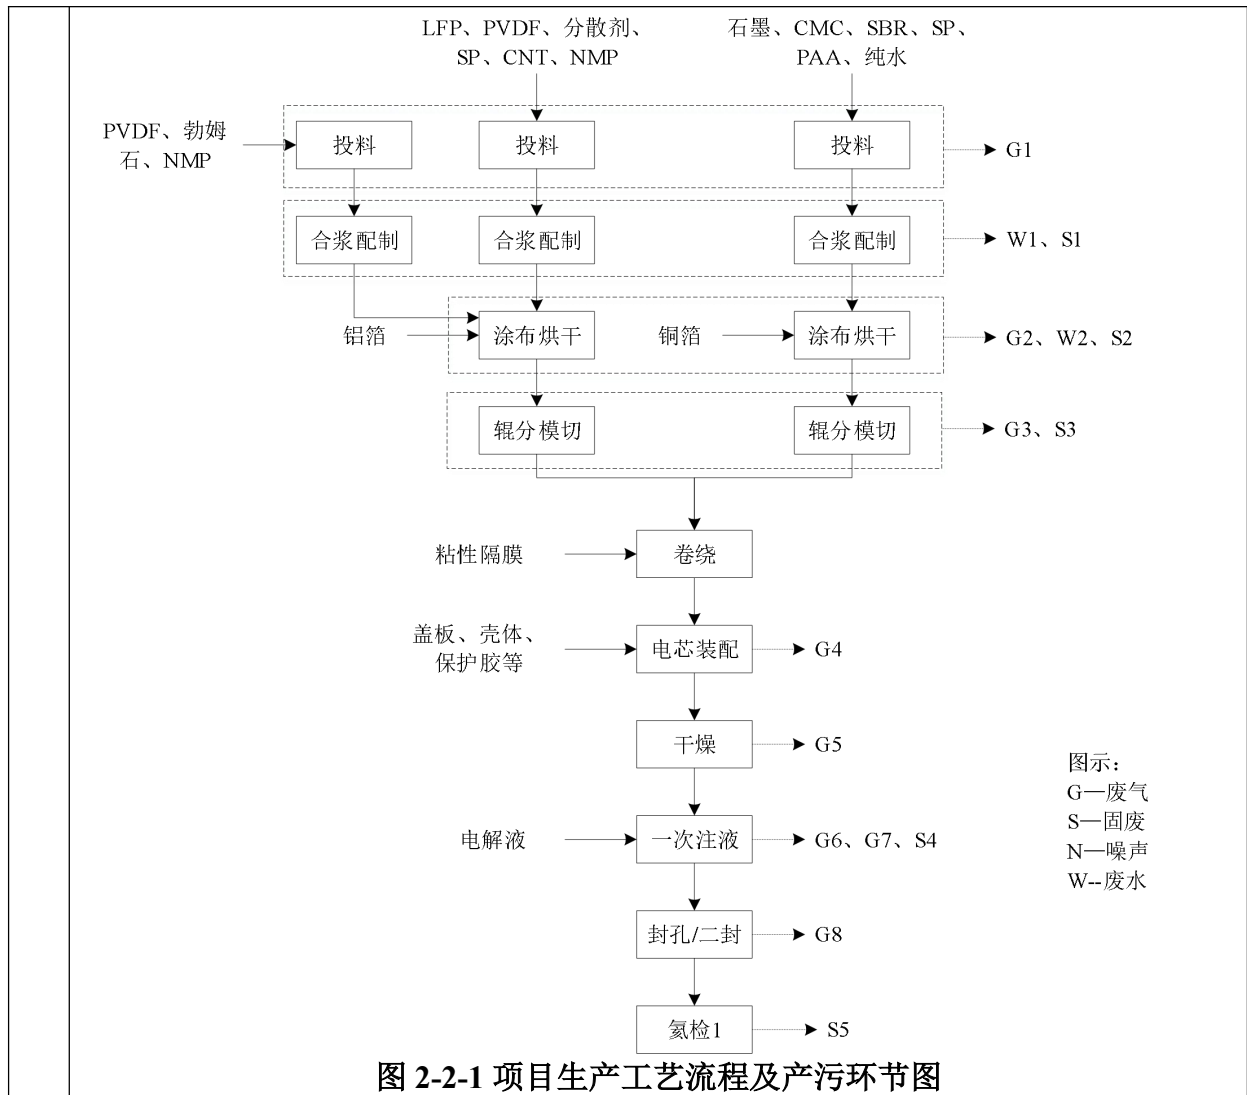 LFP、PVDF、分散剂、
SP、CNT、NMP
石墨、CMC、SBR、SP、
PAA、纯水
PVDF、勃姆
石、NMP
投料
投料
投料
G1
合浆配制
合浆配制
合浆配制
W1、S1
铝箔
涂布烘干
铜箔
涂布烘干
G2、W2、S2
辊分模切
辊分模切
G3、S3
粘性隔膜
卷绕
盖板、壳体、
保护胶等
电芯装配
G4
干燥
G5
电解液
一次注液
G6、G7、S4
封孔/二封
G8
氦检1
S5
图示：
G—废气
S—固废
N—噪声
W--废水
图 2-2-1 项目生产工艺流程及产污环节图